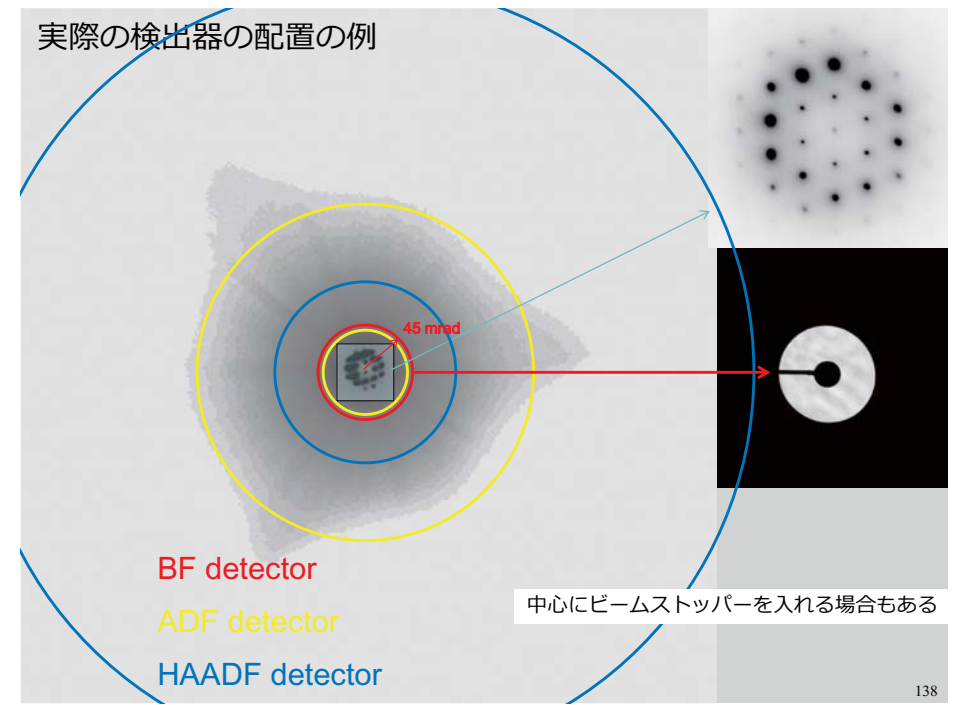 実際の検出器の配置の例
45 mrad
BF detector
ADF detector
HAADF detector
中心にビームストッパーを入れる場合もある
138